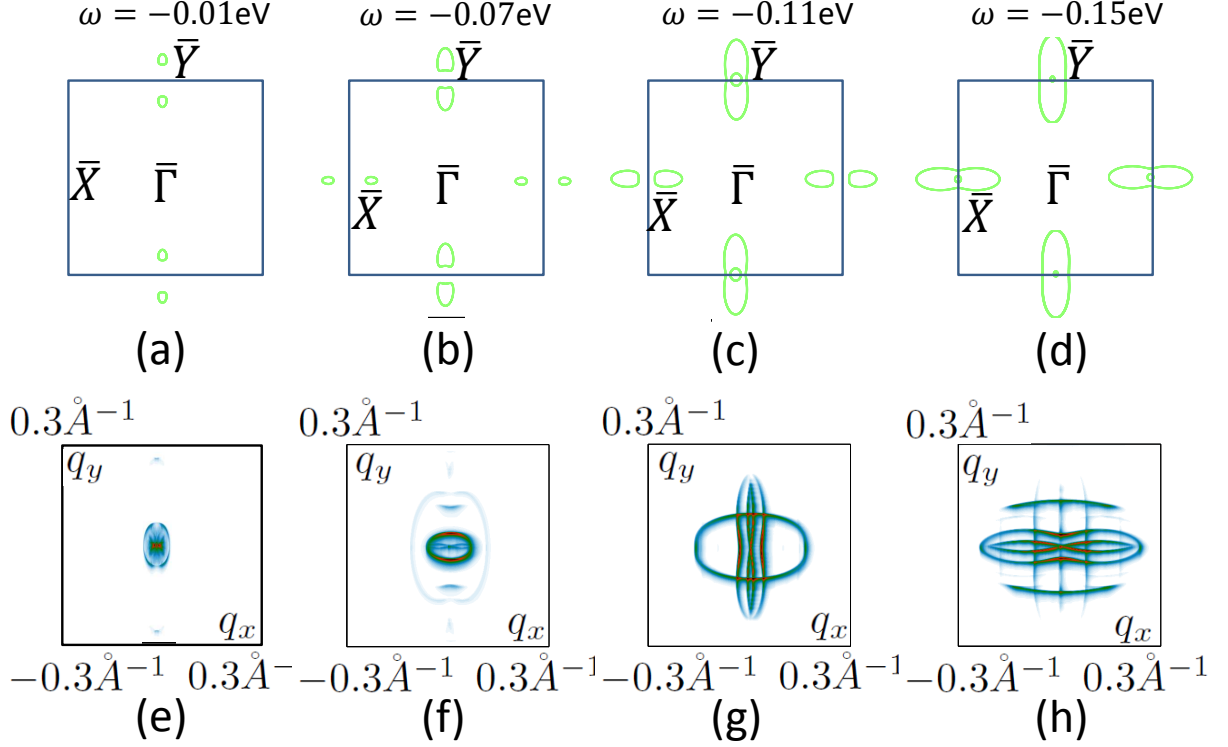 ω = −0.01eV ω = −0.07eV ω = −0.11eV ω = −0.15eV
Ȳ Ȳ Ȳ Ȳ
X̄ Γ̄ X̄ Γ̄ X̄ Γ̄ X̄ Γ̄
(a) (b) (c) (d)
0.3Å⁻¹ 0.3Å⁻¹ 0.3Å⁻¹ 0.3Å⁻¹
q_y q_y q_y q_y
q_x q_x q_x q_x
−0.3Å⁻¹ 0.3Å⁻ −0.3Å⁻¹ 0.3Å⁻¹ −0.3Å⁻¹ 0.3Å⁻¹ −0.3Å⁻¹ 0.3Å⁻¹
(e) (f) (g) (h)